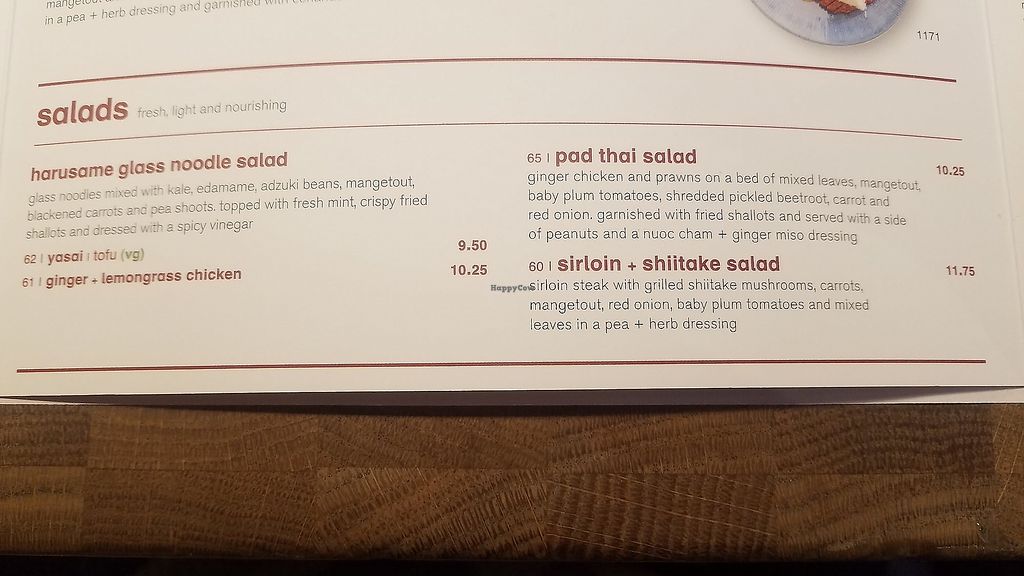 in a pea + herb dressing and garnished with
1171
salads fresh, light and nourishing
harusame glass noodle salad
glass noodles mixed with kale, edamame, adzuki beans, mangetout,
blackened carrots and pea shoots. topped with fresh mint, crispy fried
shallots and dressed with a spicy vinegar
62 | yasai | tofu (vg) 9.50
61 | ginger + lemongrass chicken 10.25
65 | pad thai salad 10.25
ginger chicken and prawns on a bed of mixed leaves, mangetout,
baby plum tomatoes, shredded pickled beetroot, carrot and
red onion. garnished with fried shallots and served with a side
of peanuts and a nuoc cham + ginger miso dressing
60 | sirloin + shiitake salad 11.75
sirloin steak with grilled shiitake mushrooms, carrots,
mangetout, red onion, baby plum tomatoes and mixed
leaves in a pea + herb dressing
HappyCow